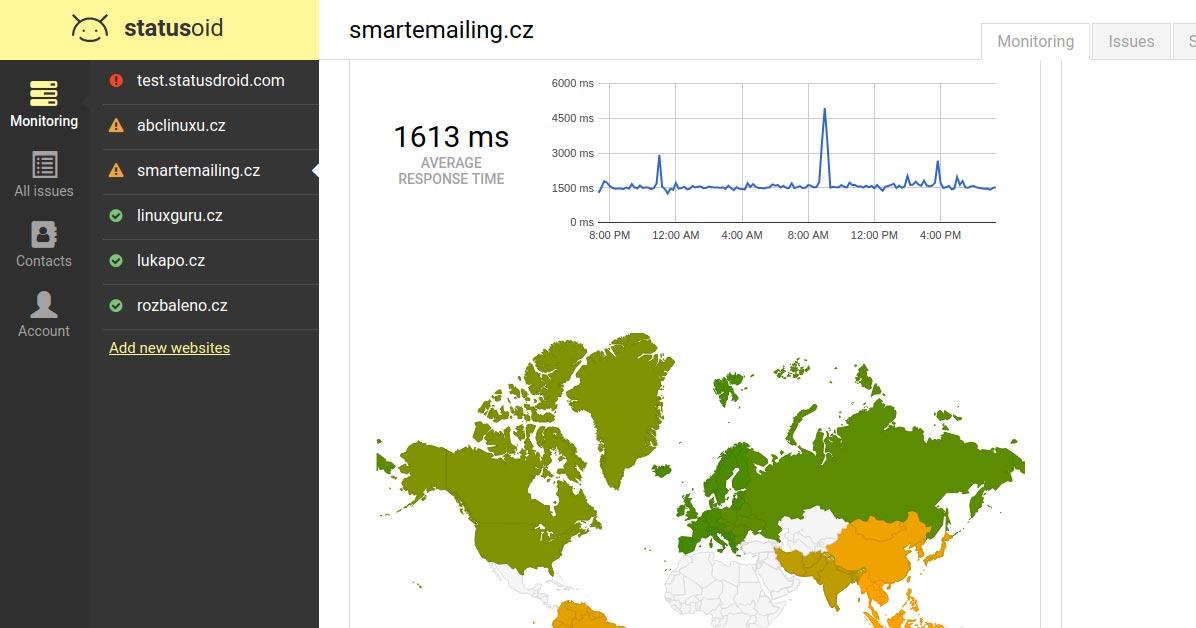 statusoid
smartemailing.cz
Monitoring
Issues
S
Monitoring
All issues
Contacts
Account
test.statusdroid.com
abclinuxu.cz
smartemailing.cz
linuxguru.cz
lukapo.cz
rozbaleno.cz
Add new websites
1613 ms
AVERAGE
RESPONSE TIME
6000 ms
4500 ms
3000 ms
1500 ms
0 ms
8:00 PM 12:00 AM 4:00 AM 8:00 AM 12:00 PM 4:00 PM